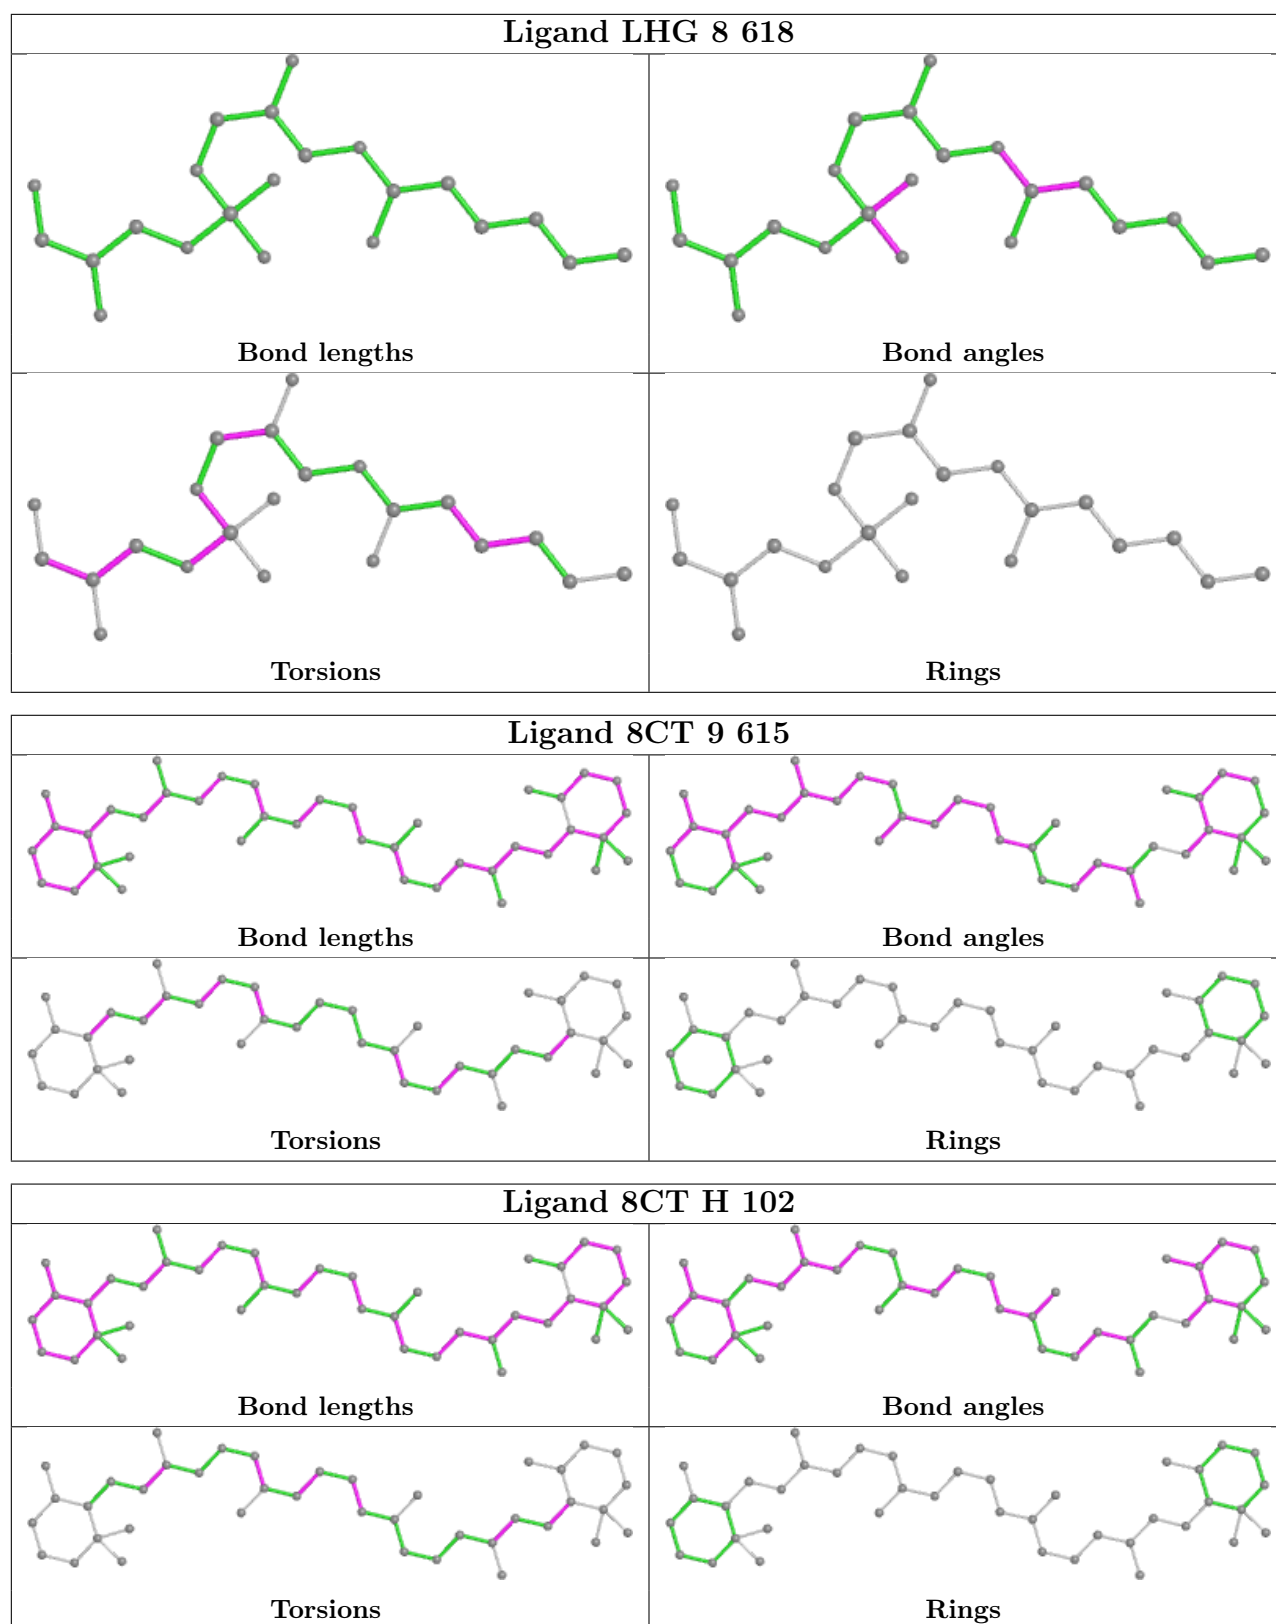 Ligand LHG 8 618
Bond lengths
Bond angles
Torsions
Rings
Ligand 8CT 9 615
Bond lengths
Bond angles
Torsions
Rings
Ligand 8CT H 102
Bond lengths
Bond angles
Torsions
Rings